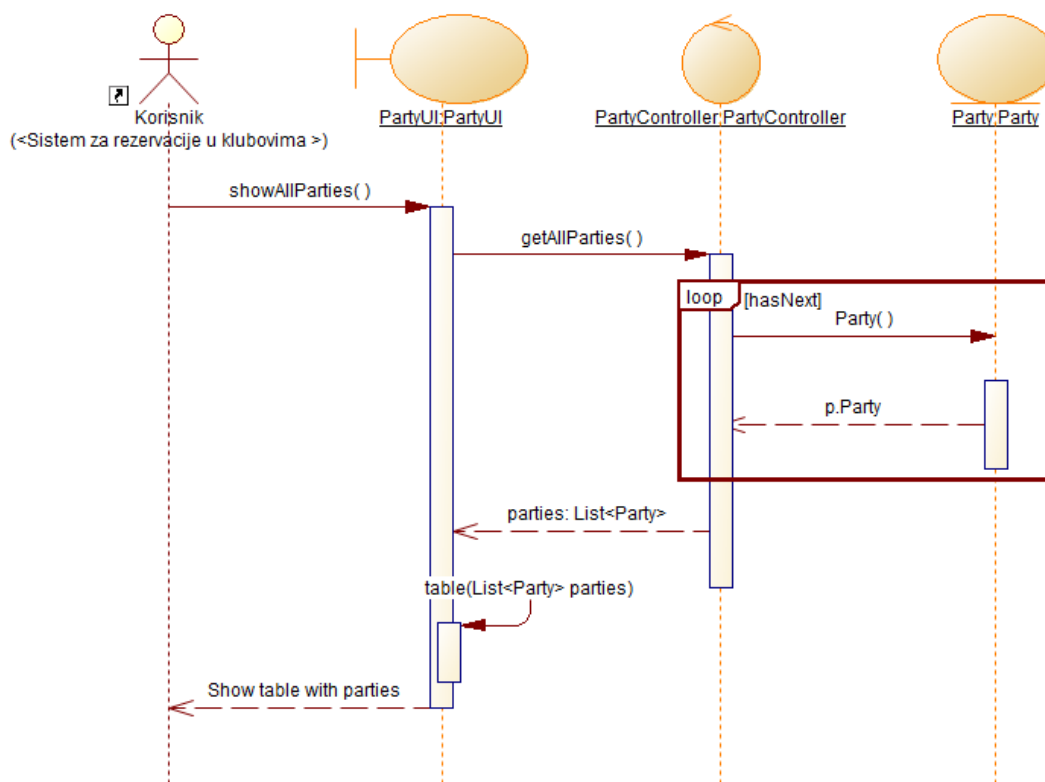 Korisnik
(<Sistem za rezervacije u klubovima >)
PartyUI:PartyUI
PartyController:PartyController
Party:Party
showAllParties( )
getAllParties( )
loop
[hasNext]
Party( )
p.Party
parties: List<Party>
table(List<Party> parties)
Show table with parties